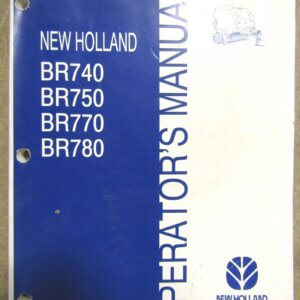 NEW HOLLAND
BR740
BR750
BR770
BR780
OPERATOR'S MANUAL
NEW HOLLAND